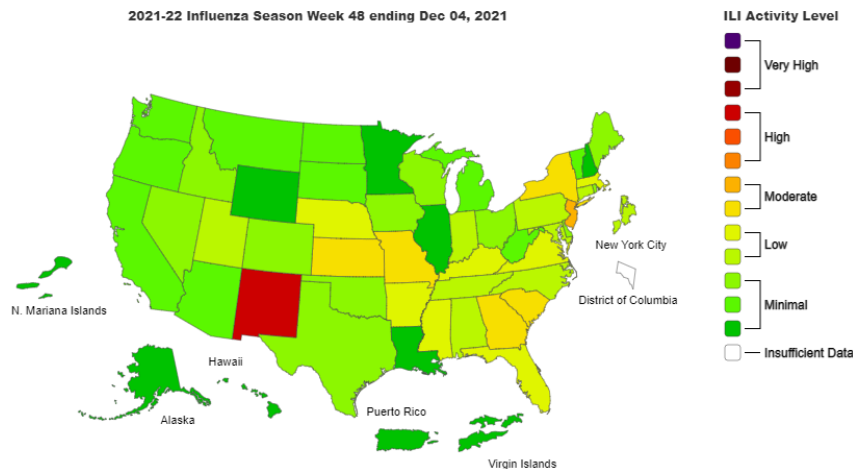 2021-22 Influenza Season Week 48 ending Dec 04, 2021
ILI Activity Level
Very High
High
Moderate
Low
Minimal
Insufficient Data
New York City
District of Columbia
N. Mariana Islands
Hawaii
Alaska
Puerto Rico
Virgin Islands